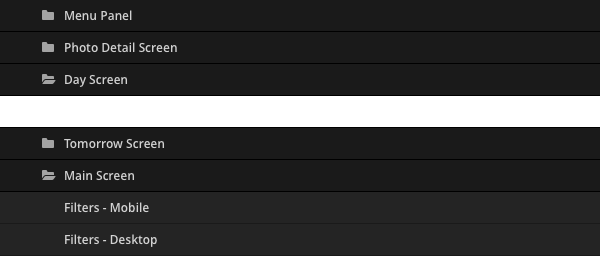 Menu Panel
Photo Detail Screen
Day Screen
Tomorrow Screen
Main Screen
Filters - Mobile
Filters - Desktop